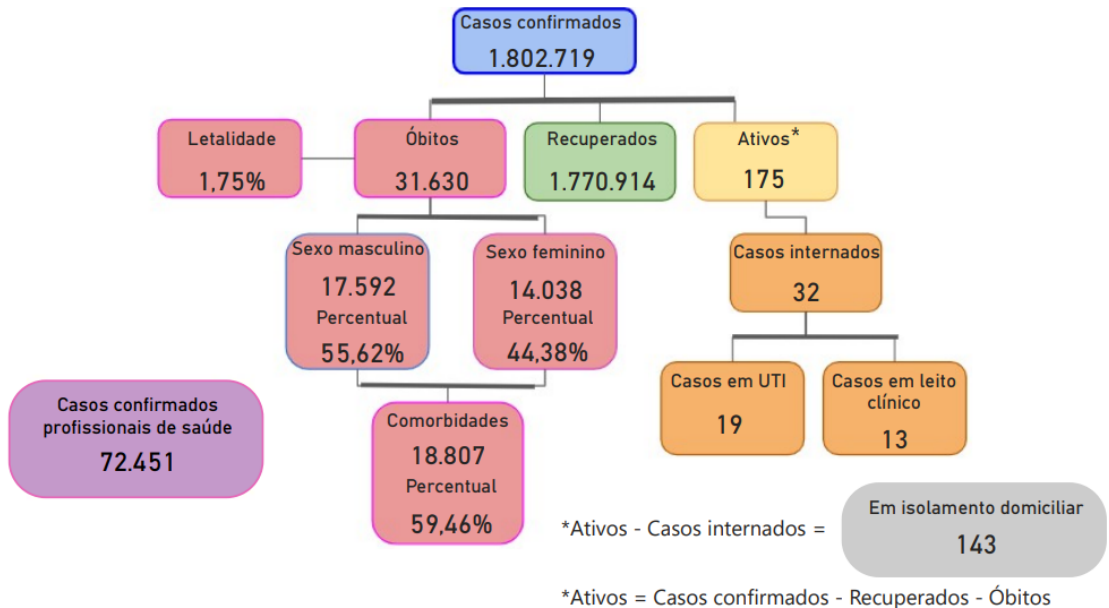 Casos confirmados
1.802.719
Letalidade
1,75%
Óbitos
31.630
Recuperados
1.770.914
Ativos*
175
Sexo masculino
17.592
Percentual
55,62%
Sexo feminino
14.038
Percentual
44,38%
Casos internados
32
Casos em UTI
19
Casos em leito
clínico
13
Casos confirmados
profissionais de saúde
72.451
Comorbidades
18.807
Percentual
59,46%
*Ativos - Casos internados =
Em isolamento domiciliar
143
*Ativos = Casos confirmados - Recuperados - Óbitos